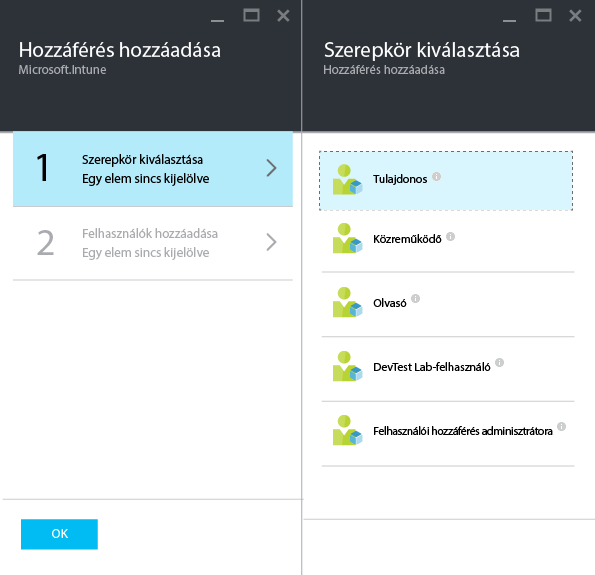 Hozzáférés hozzáadása
Microsoft.Intune
1
Szerepkör kiválasztása
Egy elem sincs kijelölve
2
Felhasználók hozzáadása
Egy elem sincs kijelölve
OK
Szerepkör kiválasztása
Hozzáférés hozzáadása
Tulajdonos
Közreműködő
Olvasó
DevTest Lab-felhasználó
Felhasználói hozzáférés adminisztrátora